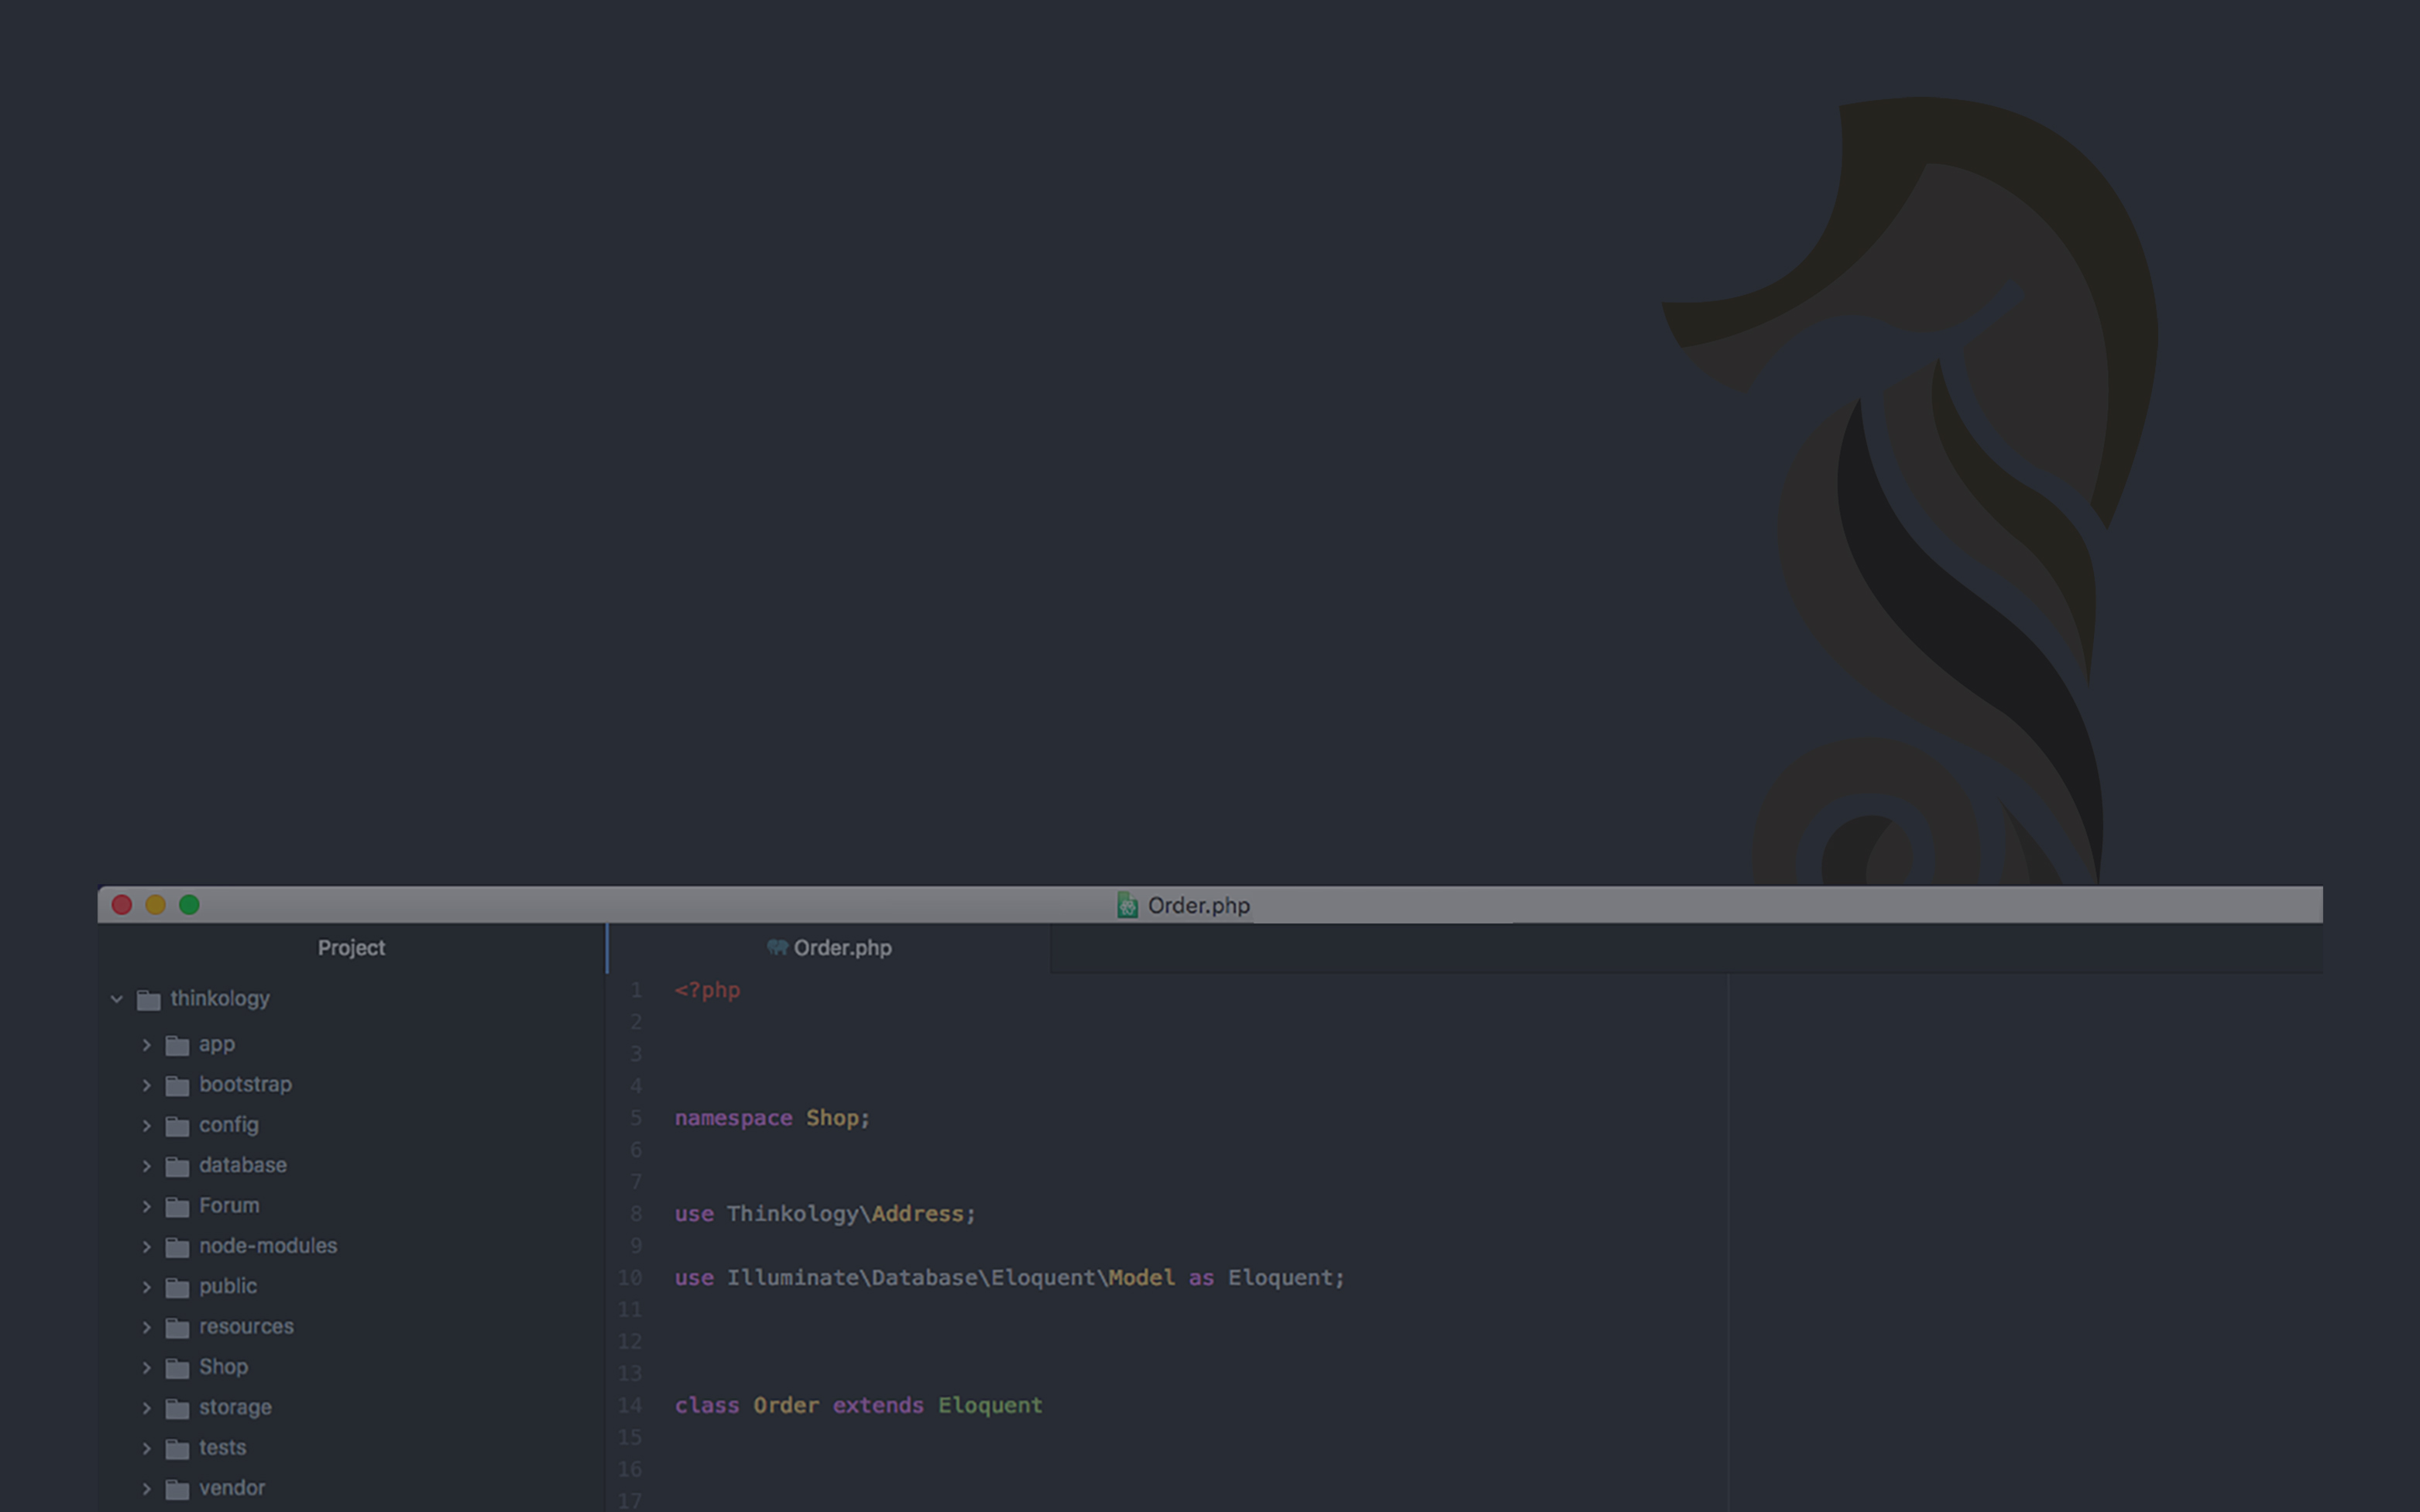 Order.php
Project
thinkology
app
bootstrap
config
database
Forum
node-modules
public
resources
Shop
storage
tests
vendor
Order.php
1 <?php
2
3
4
5 namespace Shop;
6
7
8 use Thinkology\Address;
9
10 use Illuminate\Database\Eloquent\Model as Eloquent;
11
12
13
14 class Order extends Eloquent
15
16
17